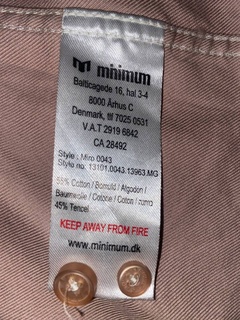 minimum
Balticagede 16, hal 3-4
8000 Århus C
Denmark, tlf 7025 0531
V.A.T 2919 6842
CA 28492
Style : Miro 0043
Style no : 13101.0043.13963.MG
55% Cotton / Bomuld / Algodon /
Baumwolle / Cotone / Coton /
45% Tencel
KEEP AWAY FROM FIRE
www.minimum.dk